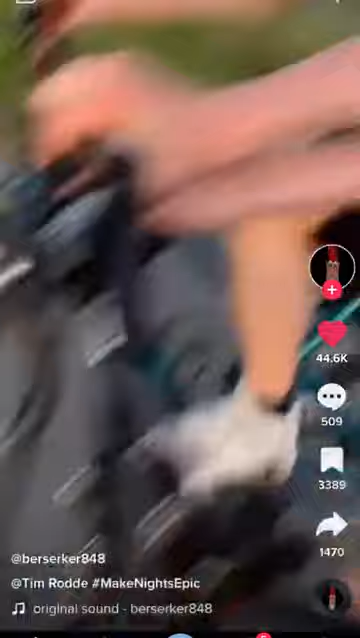 44.6K
509
3389
1470
@berserker848
@Tim Rodde #MakeNightsEpic
original sound - berserker848